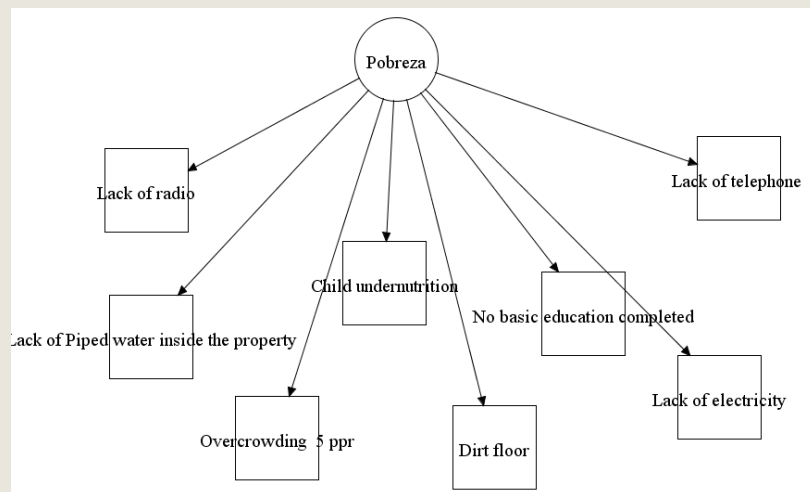 Pobreza
Lack of radio
Lack of telephone
Child undernutrition
No basic education completed
Lack of Piped water inside the property
Lack of electricity
Overcrowding 5 ppr
Dirt floor